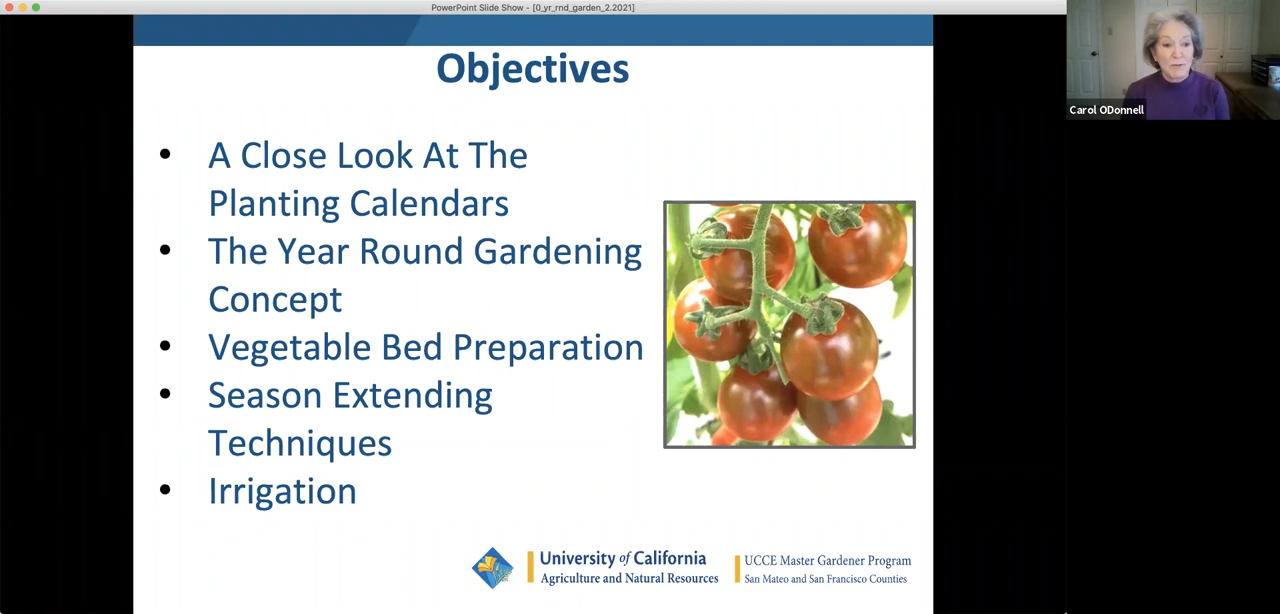 PowerPoint Slide Show - [0_yr_rnd_garden_2.2021]
Objectives
• A Close Look At The
Planting Calendars
• The Year Round Gardening
Concept
• Vegetable Bed Preparation
• Season Extending
Techniques
• Irrigation
University of California
Agriculture and Natural Resources
UCCE Master Gardener Program
San Mateo and San Francisco Counties
Carol ODonnell